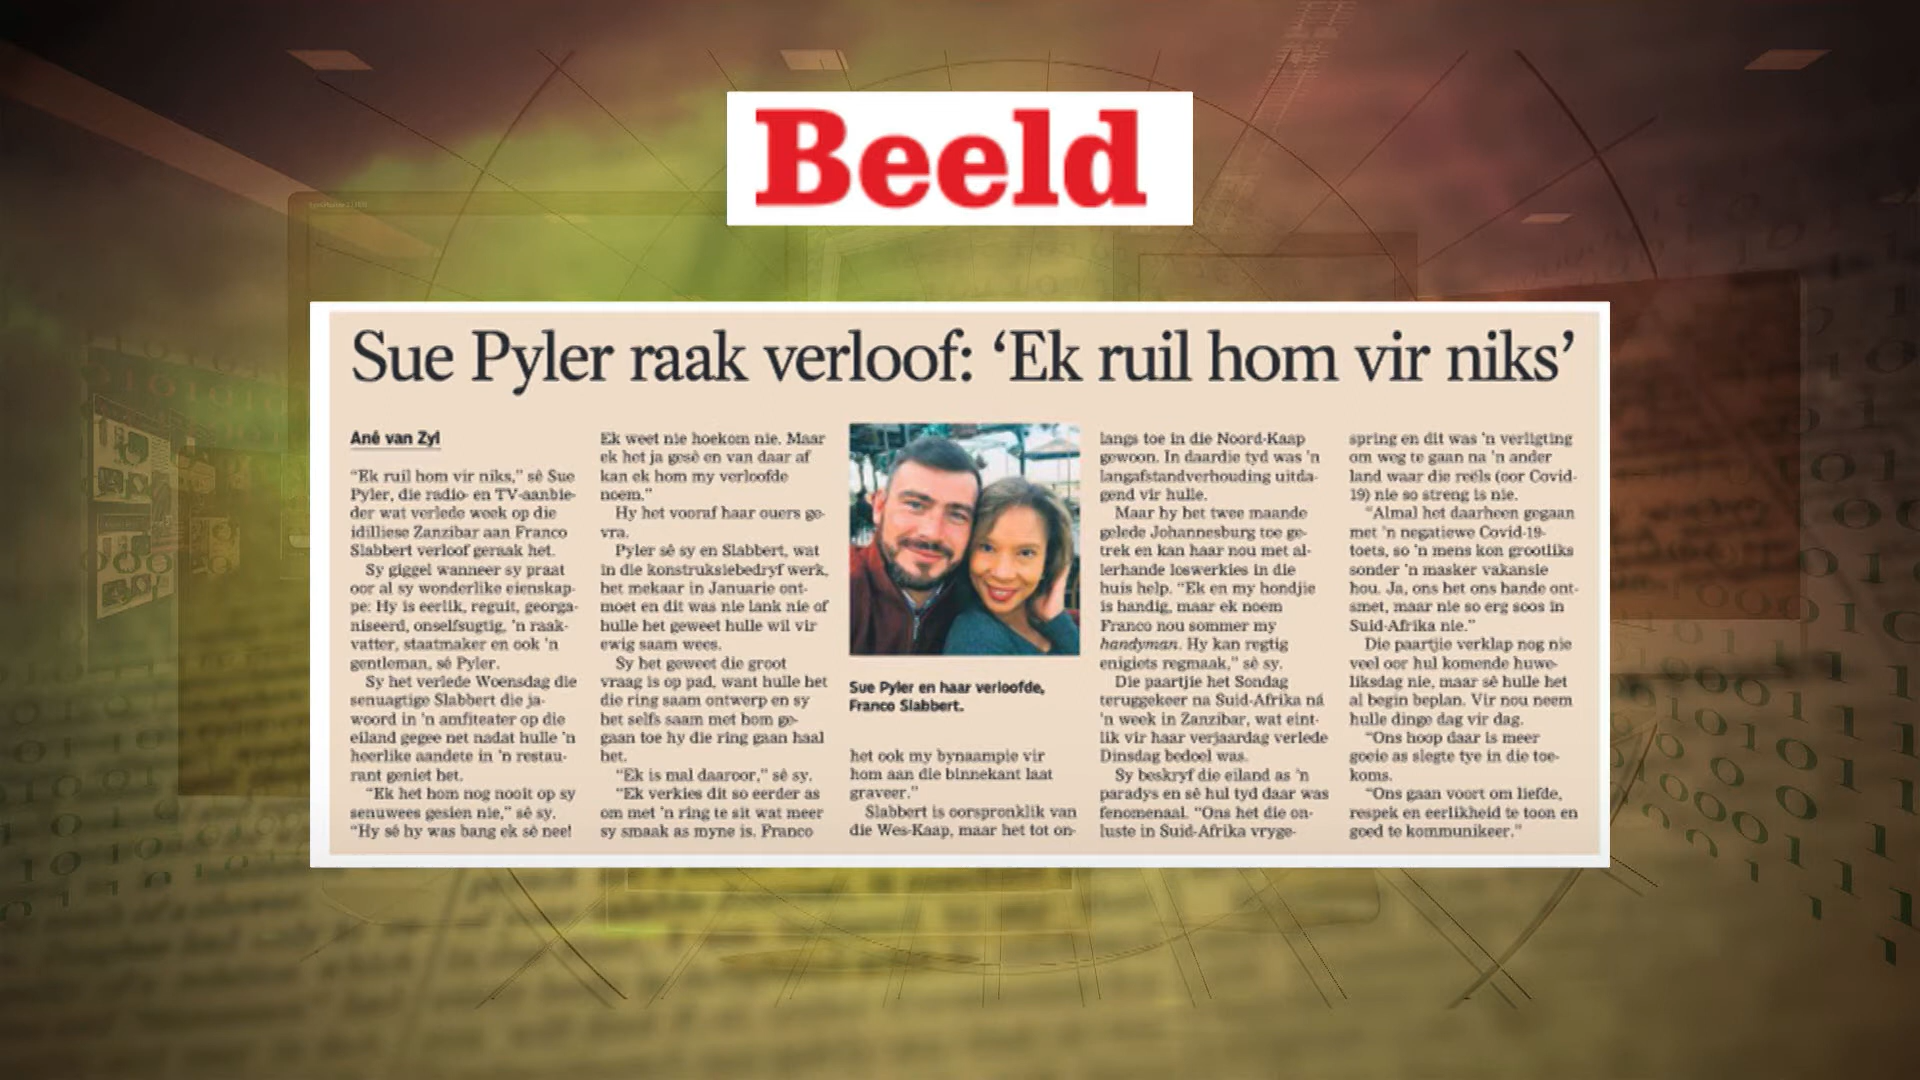 Beeld
Sue Pyler raak verloof: ‘Ek ruil hom vir niks’
Ané van Zyl
“Ek ruil hom vir niks,” sê Sue
Pyler, die radio- en TV-aanbie-
der wat verlede week op die
idilliese Zanzibar aan Franco
Slabbert verloof geraak het.
Sy giggel wanneer sy praat
oor al sy wonderlike eienskap-
pe: Hy is eerlik, reguit, georga-
niseerd, onselfsugtig, ’n raak-
vatter, staatmaker en ook ’n
gentleman, sê Pyler.
Sy het verlede Woensdag die
senuagtige Slabbert die ja-
woord in ’n amfiteater op die
eiland gegee net nadat hulle ’n
heerlike aandete in ’n restau-
rant geniet het.
“Ek het hom nog nooit op sy
senuwees gesien nie,” sê sy.
“Hy sê hy was bang ek sê nee!
Ek weet nie hoekom nie. Maar
ek het ja gesê en van daar af
kan ek hom my verloofde
noem.”
Hy het vooraf haar ouers ge-
vra.
Pyler sê sy en Slabbert, wat
in die konstruksiebedryf werk,
het mekaar in Januarie ont-
moet en dit was nie lank nie of
hulle het geweet hulle wil vir
ewig saam wees.
Sy het geweet die groot
vraag is op pad, want hulle het
die ring saam ontwerp en sy
het selfs saam met hom ge-
gaan toe hy die ring gaan haal
het.
“Ek is mal daaroor,” sê sy.
“Ek verkies dit so eerder as
om met ’n ring te sit wat meer
sy smaak as myne is. Franco
Sue Pyler en haar verloofde,
Franco Slabbert.
het ook my bynaampie vir
hom aan die binnekant laat
graveer.”
Slabbert is oorspronklik van
die Wes-Kaap, maar het tot on-
langs toe in die Noord-Kaap
gewoon. In daardie tyd was ’n
langafstandverhouding uitda-
gend vir hulle.
Maar hy het twee maande
gelede Johannesburg toe ge-
trek en kan haar nou met al-
lerhande loswerkies in die
huis help. “Ek en my hondjie
is handig, maar ek noem
Franco nou sommer my
handyman. Hy kan regtig
enigiets regmaak,” sê sy.
Die paartjie het Sondag
teruggekeer na Suid-Afrika ná
’n week in Zanzibar, wat eint-
lik vir haar verjaardag verlede
Dinsdag bedoel was.
Sy beskryf die eiland as ’n
paradys en sê hul tyd daar was
fenomenaal. “Ons het die on-
luste in Suid-Afrika vryge-
spring en dit was ’n verligting
om weg te gaan na ’n ander
land waar die reëls (oor Covid-
19) nie so streng is nie.
“Almal het daarheen gegaan
met ’n negatiewe Covid-19-
toets, so ’n mens kon grootliks
sonder ’n masker vakansie
hou. Ja, ons het ons hande ont-
smet, maar nie so erg soos in
Suid-Afrika nie.”
Die paartjie verklap nog nie
veel oor hul komende huwe-
liksdag nie, maar sê hulle het
al begin beplan. Vir nou neem
hulle dinge dag vir dag.
“Ons hoop daar is meer
goeie as slegte tye in die toe-
koms.
“Ons gaan voort om liefde,
respek en eerlikheid te toon en
goed te kommunikeer.”